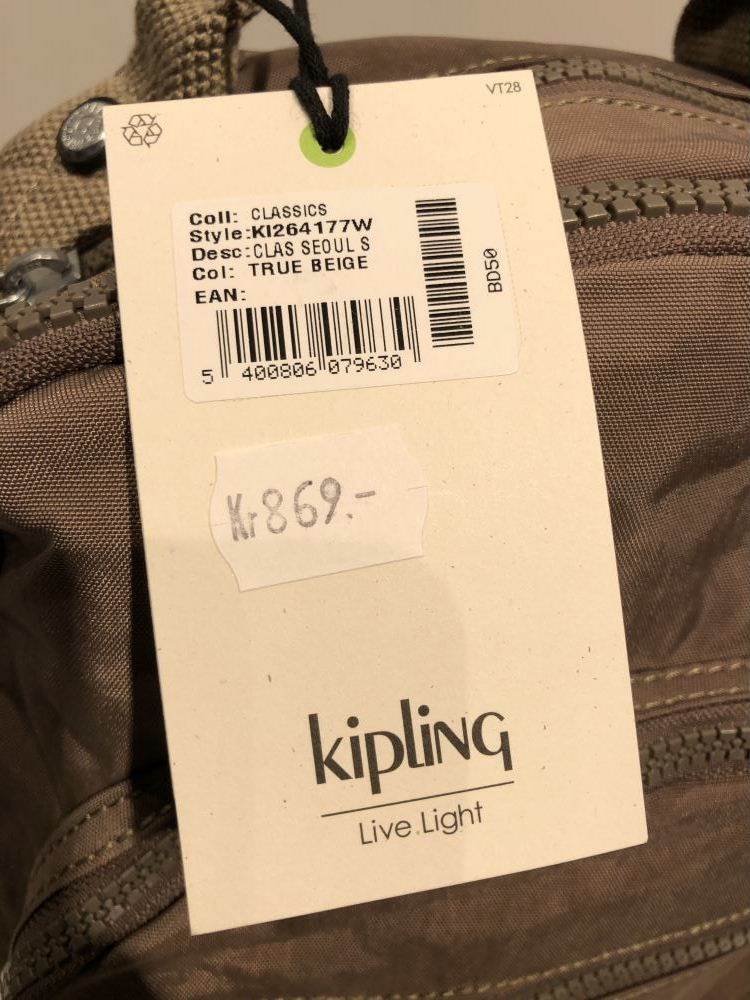 VT28
Coll: CLASSICS
Style:KI264177W
Desc:CLAS SEOUL S
Col: TRUE BEIGE
EAN:
5 400806 079630
BD50
Kr869.-
kipling
Live.Light